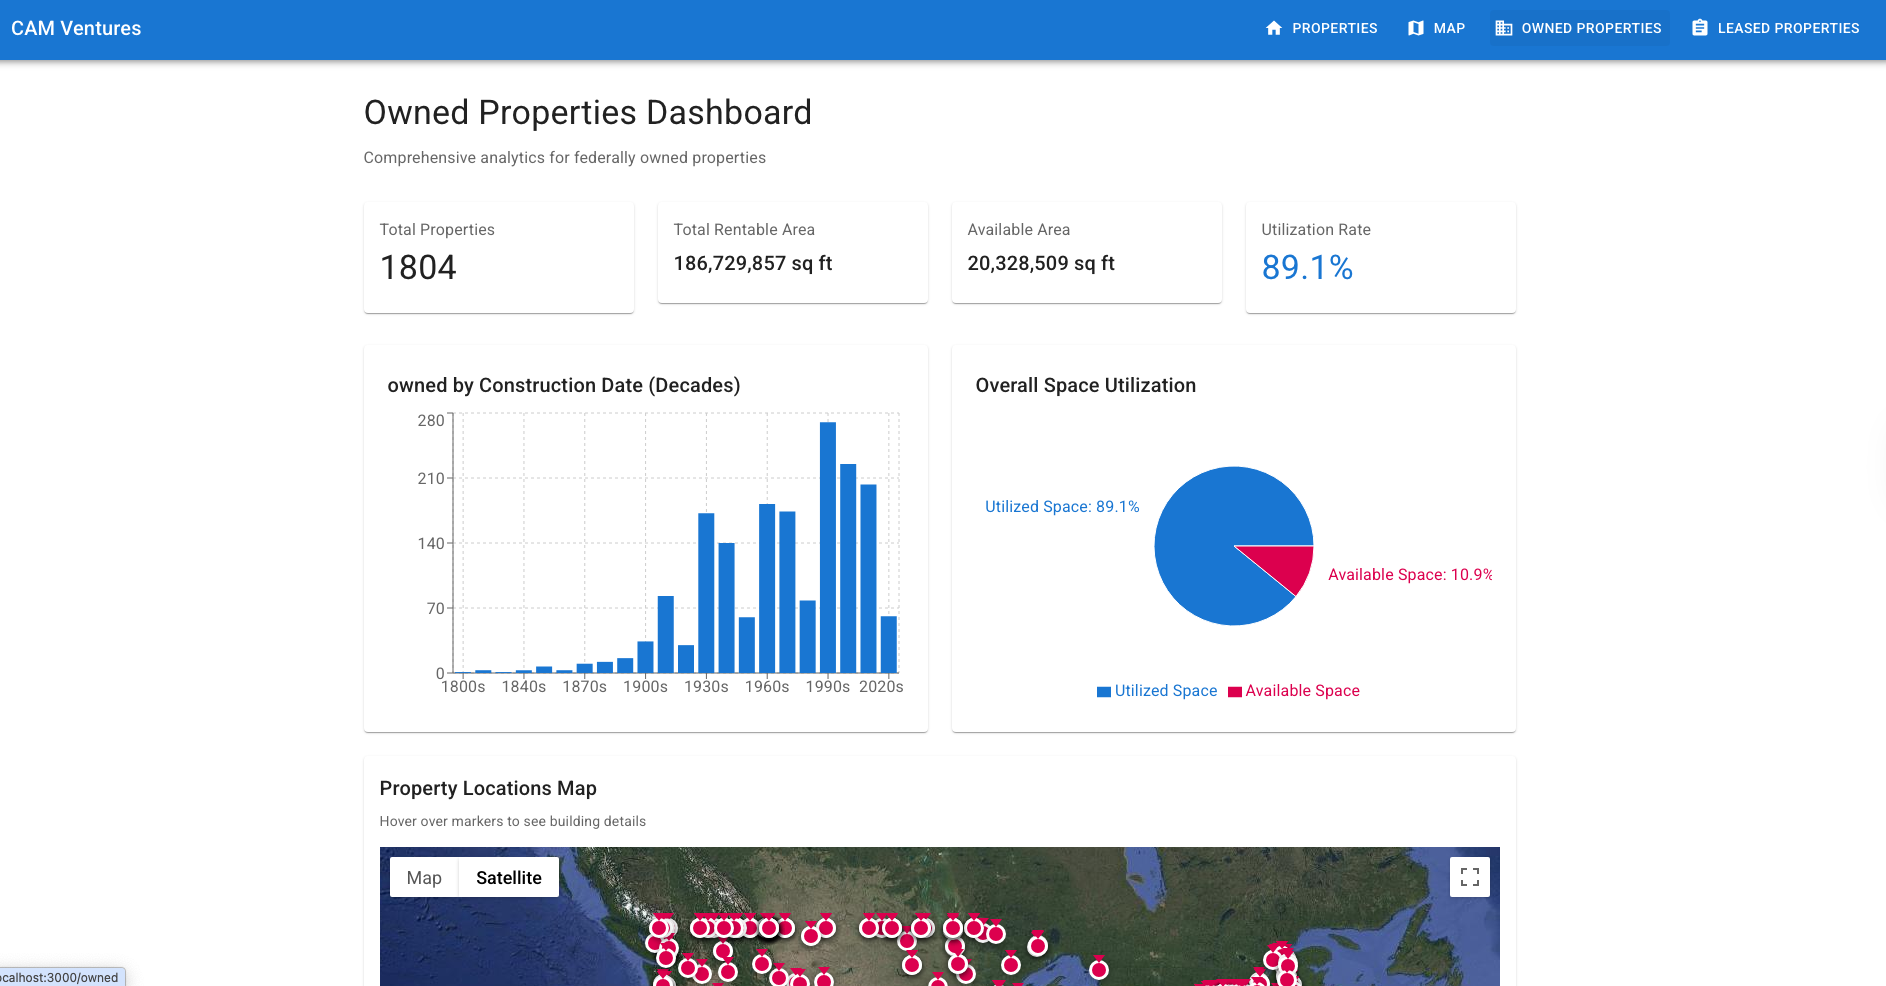 CAM Ventures
PROPERTIES
MAP
OWNED PROPERTIES
LEASED PROPERTIES
Owned Properties Dashboard
Comprehensive analytics for federally owned properties
Total Properties
1804
Total Rentable Area
186,729,857 sq ft
Available Area
20,328,509 sq ft
Utilization Rate
89.1%
owned by Construction Date (Decades)
280
210
140
70
0
1800s 1840s 1870s 1900s 1930s 1960s 1990s 2020s
Overall Space Utilization
Utilized Space: 89.1%
Available Space: 10.9%
Utilized Space Available Space
Property Locations Map
Hover over markers to see building details
Map Satellite
ocalhost:3000/owned